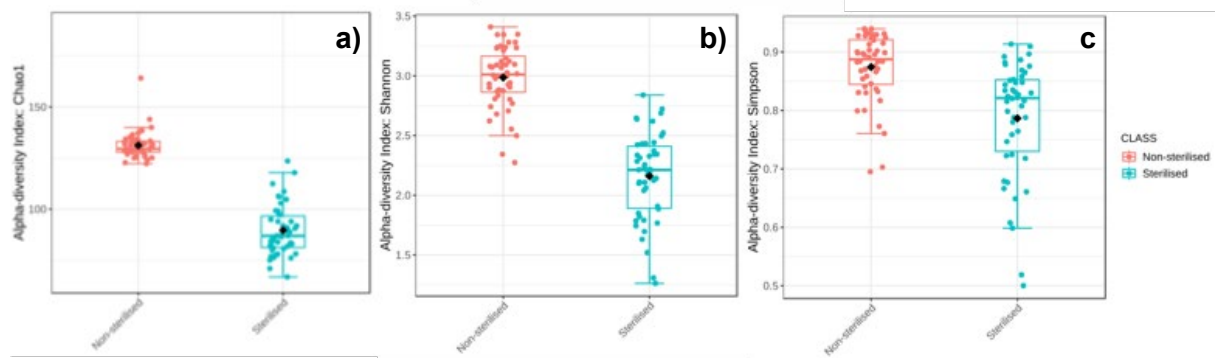 a)
Alpha-diversity Index: Chao1
150
100
Non-sterilised
Sterilised
b)
Alpha-diversity Index: Shannon
3.5
3.0
2.5
2.0
1.5
Non-sterilised
Sterilised
c
Alpha-diversity Index: Simpson
0.9
0.8
0.7
0.6
0.5
Non-sterilised
Sterilised
CLASS
Non-sterilised
Sterilised